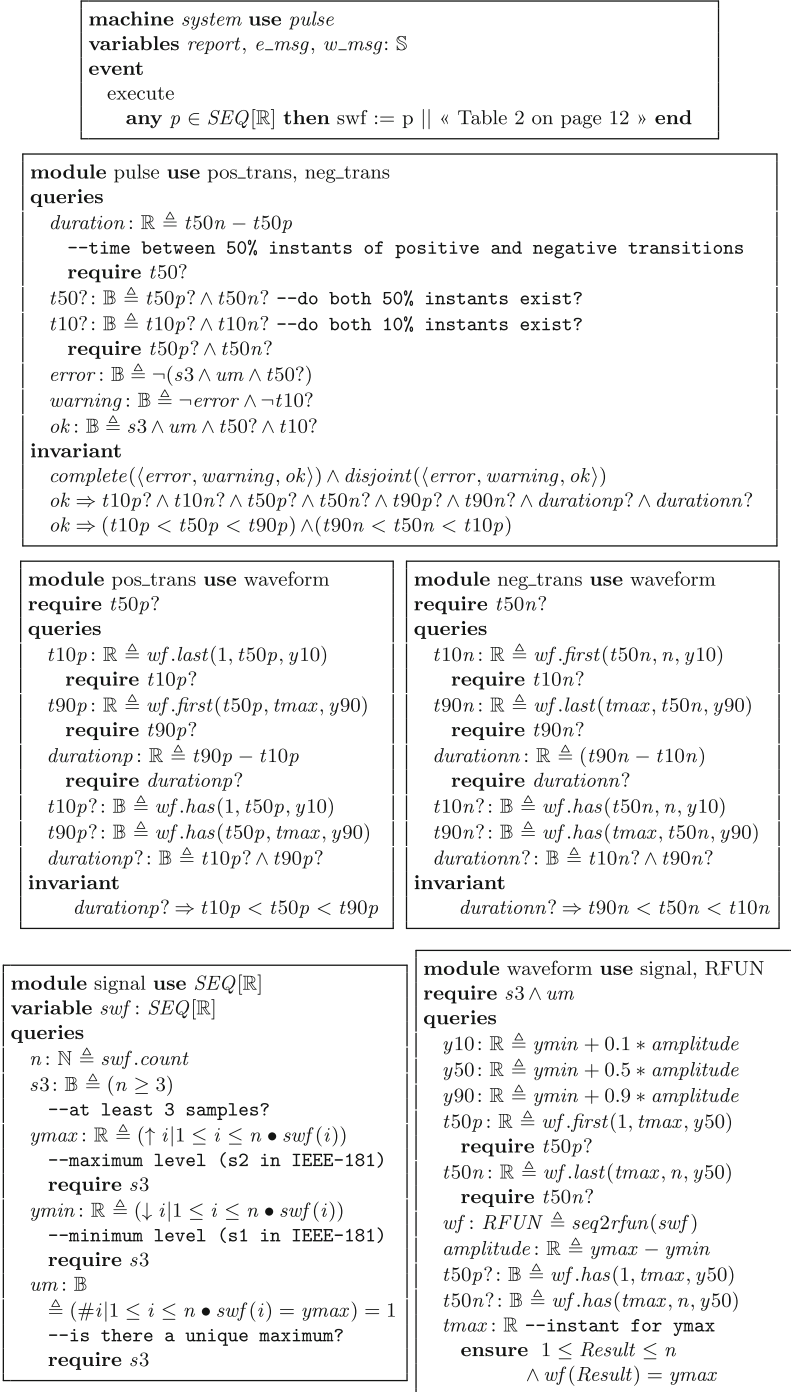 machine system use pulse
variables report, e_msg, w_msg: 𝕊
event
execute
any p ∈ SEQ[ℝ] then swf := p || « Table 2 on page 12 » end
module pulse use pos_trans, neg_trans
queries
duration: ℝ ≜ t50n − t50p
--time between 50% instants of positive and negative transitions
require t50?
t50?: 𝔹 ≜ t50p? ∧ t50n? --do both 50% instants exist?
t10?: 𝔹 ≜ t10p? ∧ t10n? --do both 10% instants exist?
require t50p? ∧ t50n?
error: 𝔹 ≜ ¬(s3 ∧ um ∧ t50?)
warning: 𝔹 ≜ ¬error ∧ ¬t10?
ok: 𝔹 ≜ s3 ∧ um ∧ t50? ∧ t10?
invariant
complete(⟨error, warning, ok⟩) ∧ disjoint(⟨error, warning, ok⟩)
ok ⇒ t10p? ∧ t10n? ∧ t50p? ∧ t50n? ∧ t90p? ∧ t90n? ∧ durationp? ∧ durationn?
ok ⇒ (t10p < t50p < t90p) ∧(t90n < t50n < t10p)
module pos_trans use waveform
require t50p?
queries
t10p: ℝ ≜ wf.last(1, t50p, y10)
require t10p?
t90p: ℝ ≜ wf.first(t50p, tmax, y90)
require t90p?
durationp: ℝ ≜ t90p − t10p
require durationp?
t10p?: 𝔹 ≜ wf.has(1, t50p, y10)
t90p?: 𝔹 ≜ wf.has(t50p, tmax, y90)
durationp?: 𝔹 ≜ t10p? ∧ t90p?
invariant
durationp? ⇒ t10p < t50p < t90p
module neg_trans use waveform
require t50n?
queries
t10n: ℝ ≜ wf.first(t50n, n, y10)
require t10n?
t90n: ℝ ≜ wf.last(tmax, t50n, y90)
require t90n?
durationn: ℝ ≜ (t90n − t10n)
require durationn?
t10n?: 𝔹 ≜ wf.has(t50n, n, y10)
t90n?: 𝔹 ≜ wf.has(tmax, t50n, y90)
durationn?: 𝔹 ≜ t10n? ∧ t90n?
invariant
durationn? ⇒ t90n < t50n < t10n
module signal use SEQ[ℝ]
variable swf: SEQ[ℝ]
queries
n: ℕ ≜ swf.count
s3: 𝔹 ≜ (n ≥ 3)
--at least 3 samples?
ymax: ℝ ≜ (↑ i|1 ≤ i ≤ n • swf(i))
--maximum level (s2 in IEEE-181)
require s3
ymin: ℝ ≜ (↓ i|1 ≤ i ≤ n • swf(i))
--minimum level (s1 in IEEE-181)
require s3
um: 𝔹
≜ (#i|1 ≤ i ≤ n • swf(i) = ymax) = 1
--is there a unique maximum?
require s3
module waveform use signal, RFUN
require s3 ∧ um
queries
y10: ℝ ≜ ymin + 0.1 * amplitude
y50: ℝ ≜ ymin + 0.5 * amplitude
y90: ℝ ≜ ymin + 0.9 * amplitude
t50p: ℝ ≜ wf.first(1, tmax, y50)
require t50p?
t50n: ℝ ≜ wf.last(tmax, n, y50)
require t50n?
wf: RFUN ≜ seq2rfun(swf)
amplitude: ℝ ≜ ymax − ymin
t50p?: 𝔹 ≜ wf.has(1, tmax, y50)
t50n?: 𝔹 ≜ wf.has(tmax, n, y50)
tmax: ℝ --instant for ymax
ensure 1 ≤ Result ≤ n
∧ wf(Result) = ymax